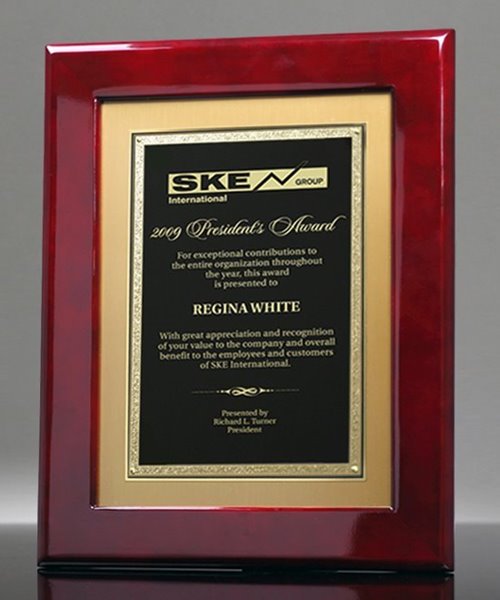 SKE GROUP
International
2009 President's Award
For exceptional contributions to
the entire organization throughout
the year, this award
is presented to
REGINA WHITE
With great appreciation and recognition
of your value to the company and overall
benefit to the employees and customers
of SKE International.
Presented by
Richard L. Turner
President